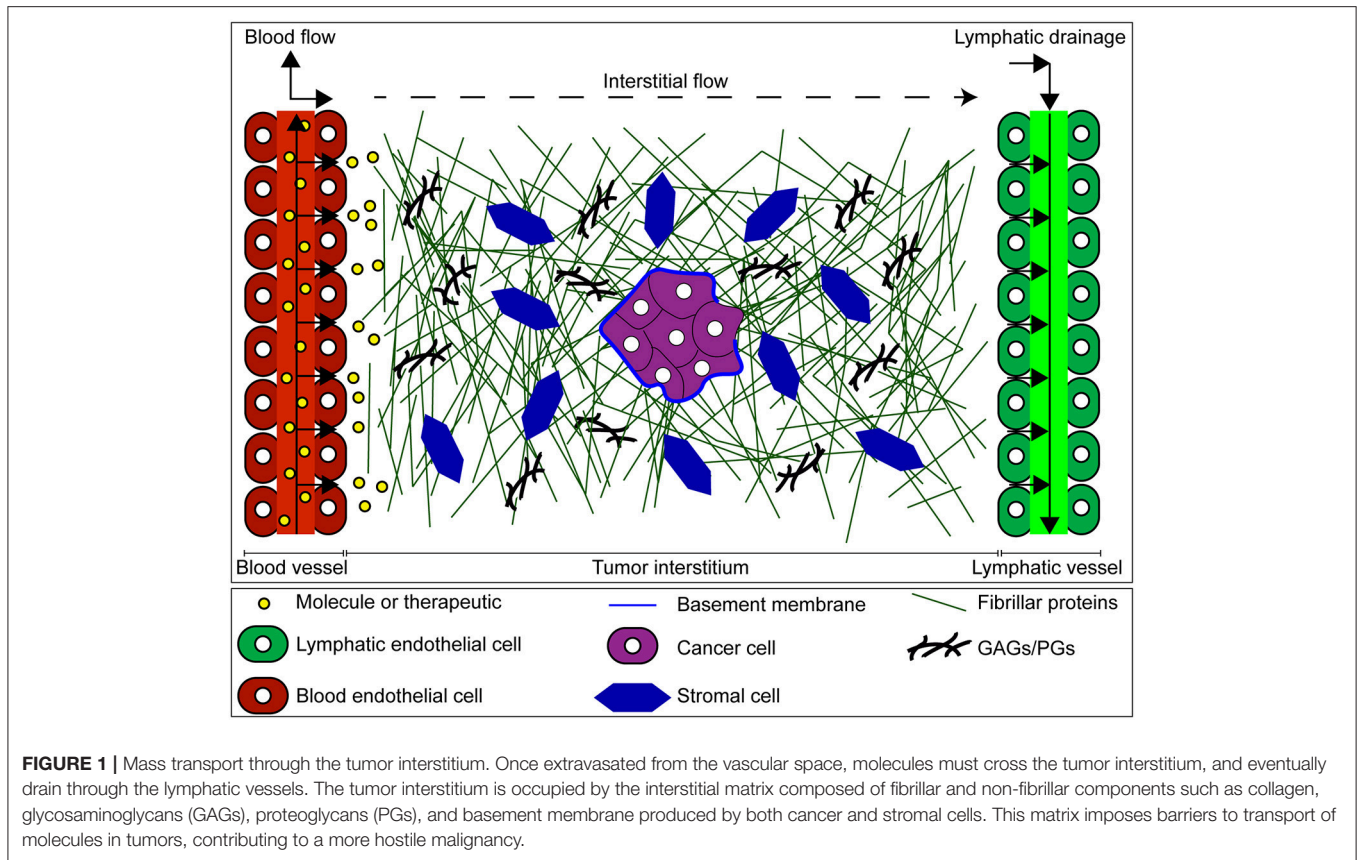 Blood flow
Lymphatic drainage
Interstitial flow
Blood vessel
Tumor interstitium
Lymphatic vessel
Molecule or therapeutic
Basement membrane
Fibrillar proteins
Lymphatic endothelial cell
Cancer cell
GAGs/PGs
Blood endothelial cell
Stromal cell
FIGURE 1 | Mass transport through the tumor interstitium. Once extravasated from the vascular space, molecules must cross the tumor interstitium, and eventually
drain through the lymphatic vessels. The tumor interstitium is occupied by the interstitial matrix composed of fibrillar and non-fibrillar components such as collagen,
glycosaminoglycans (GAGs), proteoglycans (PGs), and basement membrane produced by both cancer and stromal cells. This matrix imposes barriers to transport of
molecules in tumors, contributing to a more hostile malignancy.